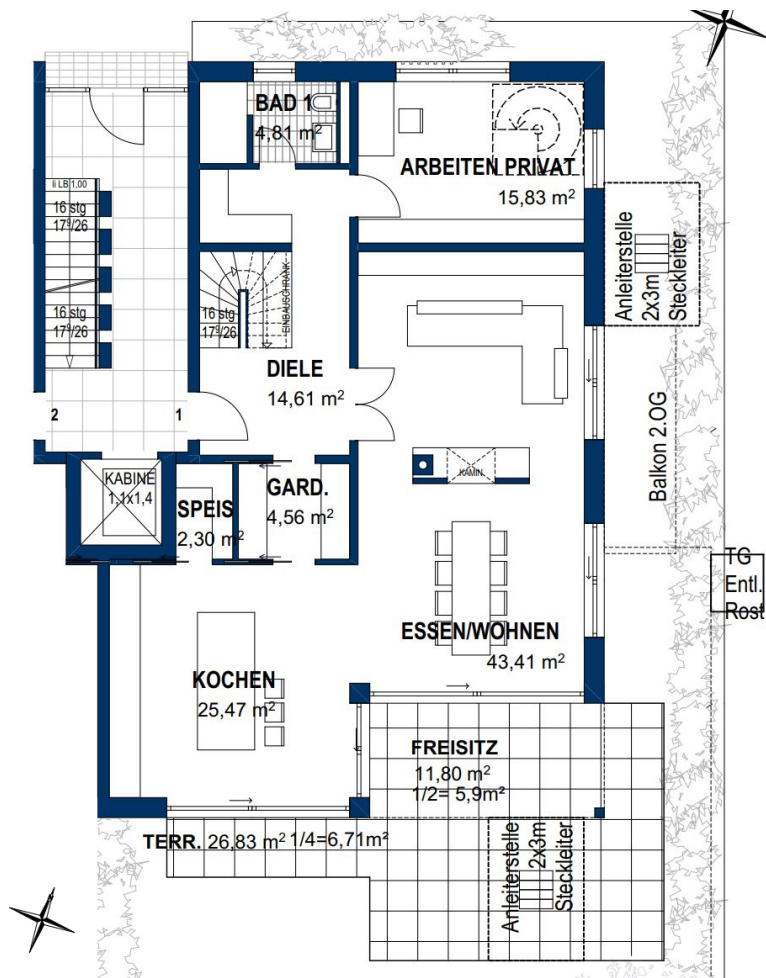 BAD 1
4,81 m²
ARBEITEN PRIVAT
15,83 m²
li LB 1,00
16 stg
17⁹/26
16 stg
17⁹/26
Anleiterstelle
2x3m
Steckleiter
16 stg
17⁹/26
EINBAUSCHRANK
DIELE
14,61 m²
2
1
Balkon 2.OG
KABINE
1,1x1,4
SPEIS
2,30 m²
GARD.
4,56 m²
KAMIN
TG
Entl.
Rost
ESSEN/WOHNEN
43,41 m²
KOCHEN
25,47 m²
FREISITZ
11,80 m²
1/2= 5,9m²
TERR. 26,83 m² 1/4=6,71m²
Anleiterstelle
2x3m
Steckleiter